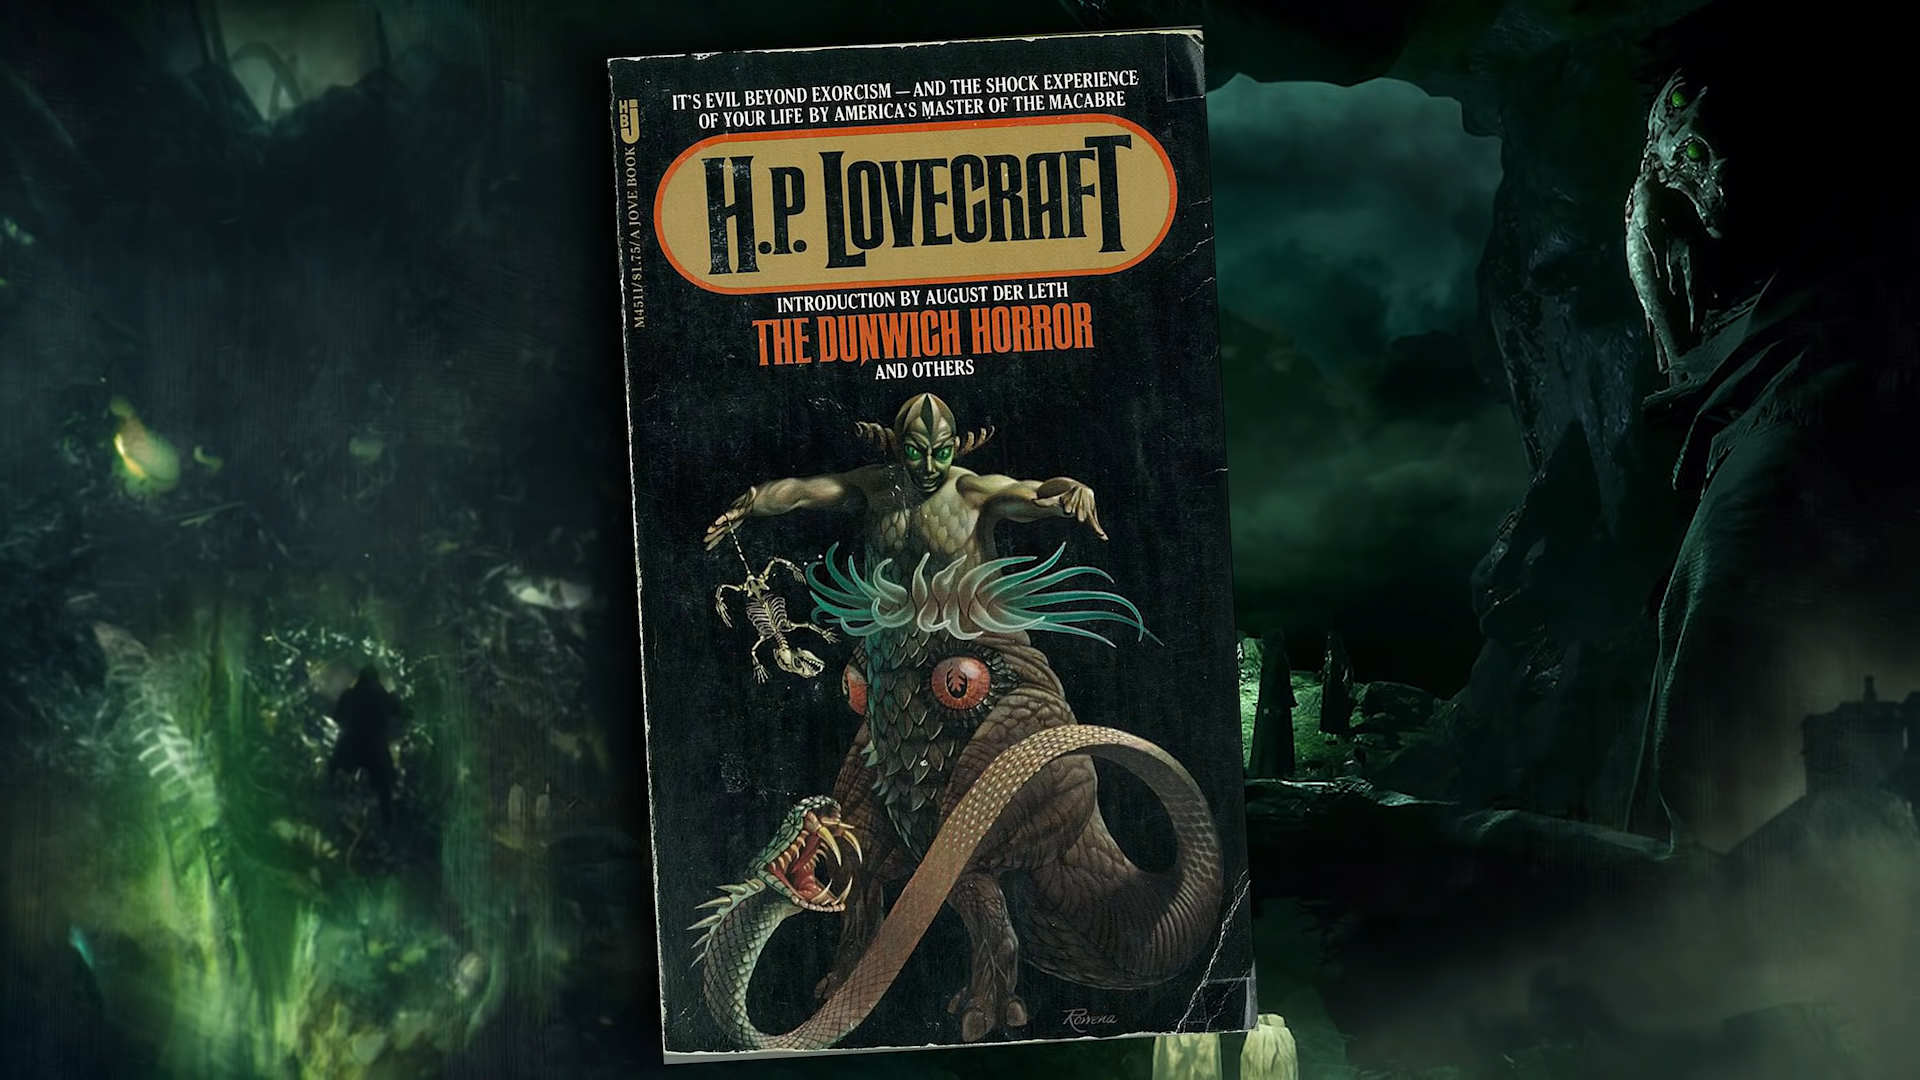 IT'S EVIL BEYOND EXORCISM — AND THE SHOCK EXPERIENCE
OF YOUR LIFE BY AMERICA'S MASTER OF THE MACABRE
HBJ
M4511/$1.75/A JOVE BOOK
H.P. LOVECRAFT
INTRODUCTION BY AUGUST DER LETH
THE DUNWICH HORROR
AND OTHERS
Rowena